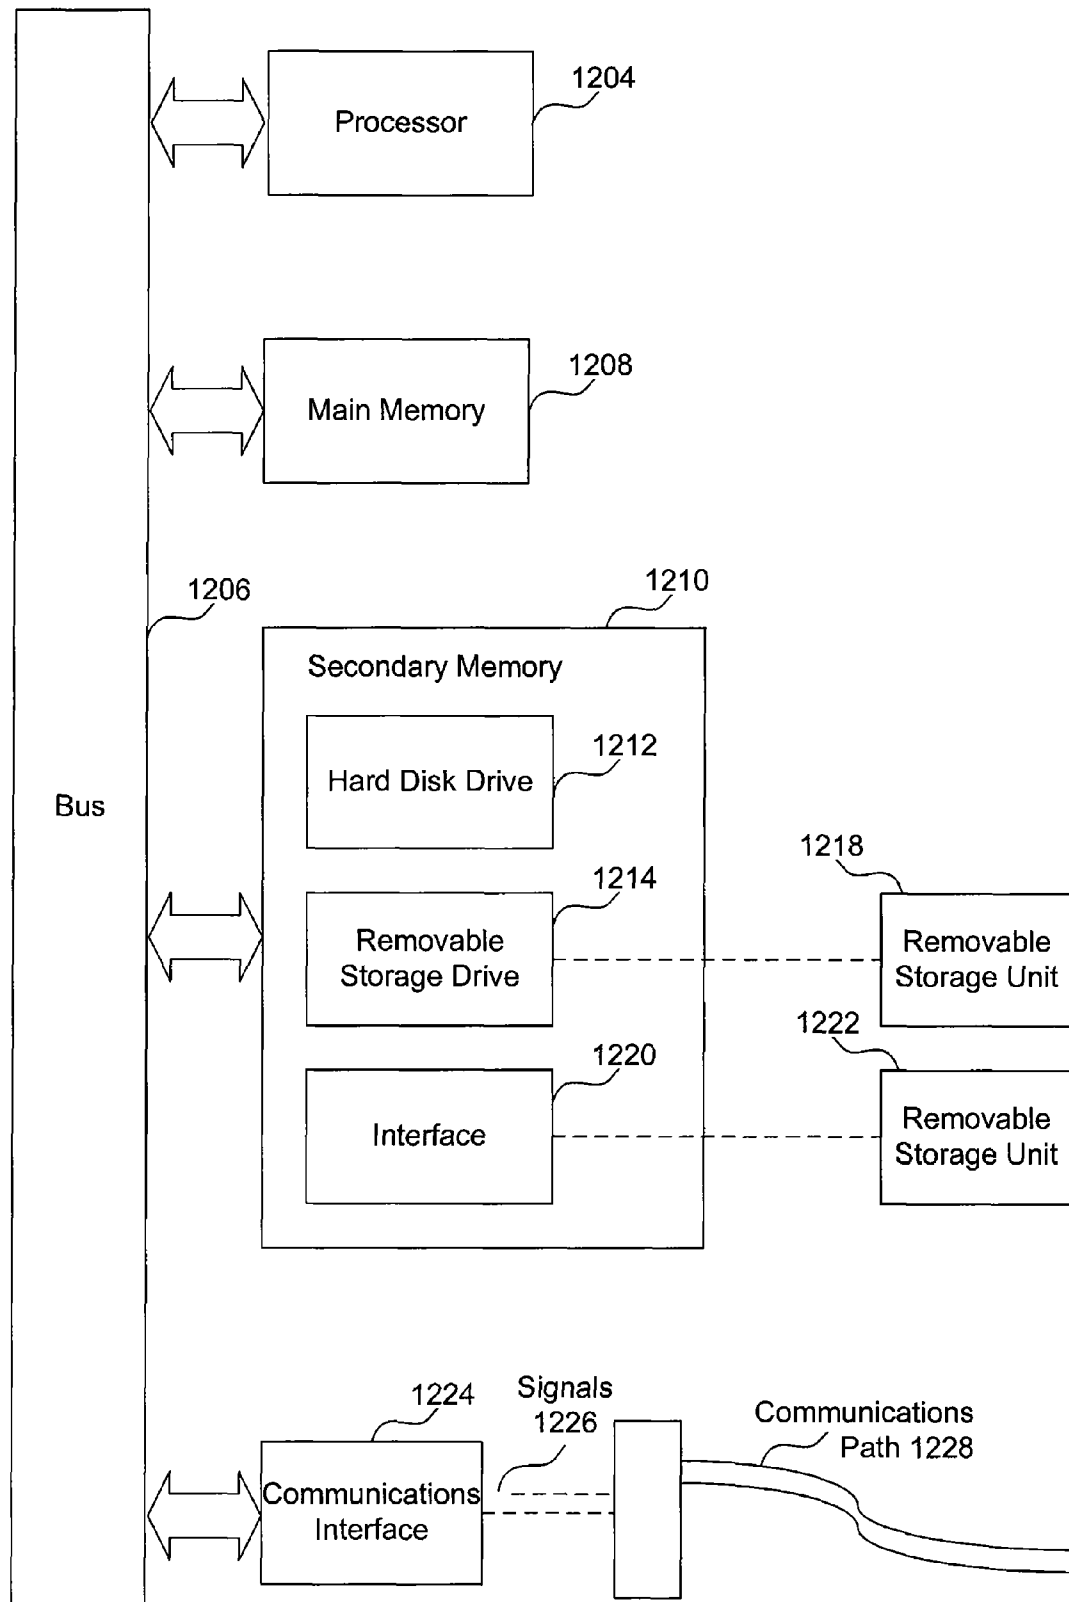 1204
Processor
1208
Main Memory
1206
1210
Secondary Memory
1212
Hard Disk Drive
Bus
1218
1214
Removable
Storage Drive
Removable
Storage Unit
1222
1220
Interface
Removable
Storage Unit
1224
Signals
1226
Communications
Path 1228
Communications
Interface